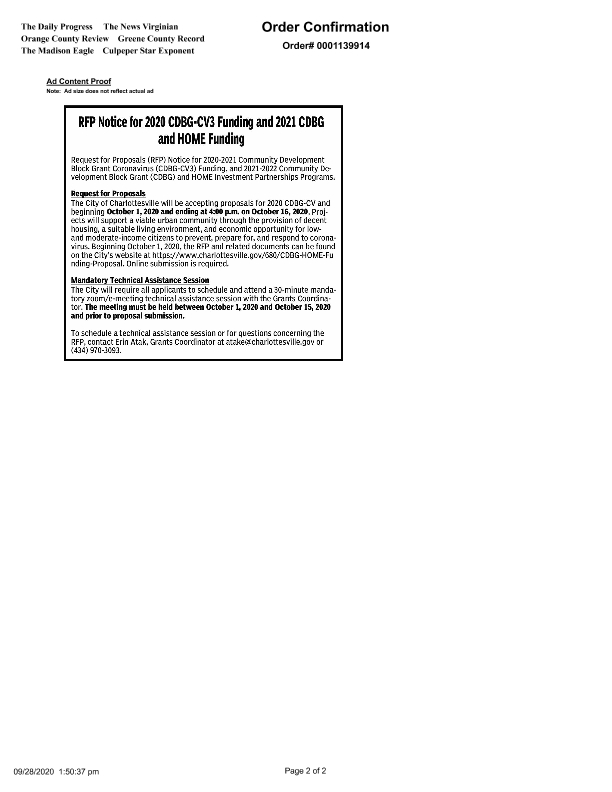 The Daily Progress The News Virginian
Orange County Review Greene County Record
The Madison Eagle Culpeper Star Exponent
Order Confirmation
Order# 0001139914
Ad Content Proof
Note: Ad size does not reflect actual ad
RFP Notice for 2020 CDBG-CV3 Funding and 2021 CDBG
and HOME Funding
Request for Proposals (RFP) Notice for 2020-2021 Community Development
Block Grant Coronavirus (CDBG-CV3) Funding, and 2021-2022 Community De-
velopment Block Grant (CDBG) and HOME Investment Partnerships Programs.
Request for Proposals
The City of Charlottesville will be accepting proposals for 2020 CDBG-CV and
beginning October 1, 2020 and ending at 4:00 p.m. on October 16, 2020. Proj-
ects will support a viable urban community through the provision of decent
housing, a suitable living environment, and economic opportunity for low-
and moderate-income citizens to prevent, prepare for, and respond to corona-
virus. Beginning October 1, 2020, the RFP and related documents can be found
on the City's website at https://www.charlottesville.gov/680/CDBG-HOME-Fu
nding-Proposal. Online submission is required.
Mandatory Technical Assistance Session
The City will require all applicants to schedule and attend a 30-minute manda-
tory zoom/e-meeting technical assistance session with the Grants Coordina-
tor. The meeting must be held between October 1, 2020 and October 15, 2020
and prior to proposal submission.
To schedule a technical assistance session or for questions concerning the
RFP, contact Erin Atak, Grants Coordinator at atake@charlottesville.gov or
(434) 970-3093.
09/28/2020 1:50:37 pm
Page 2 of 2